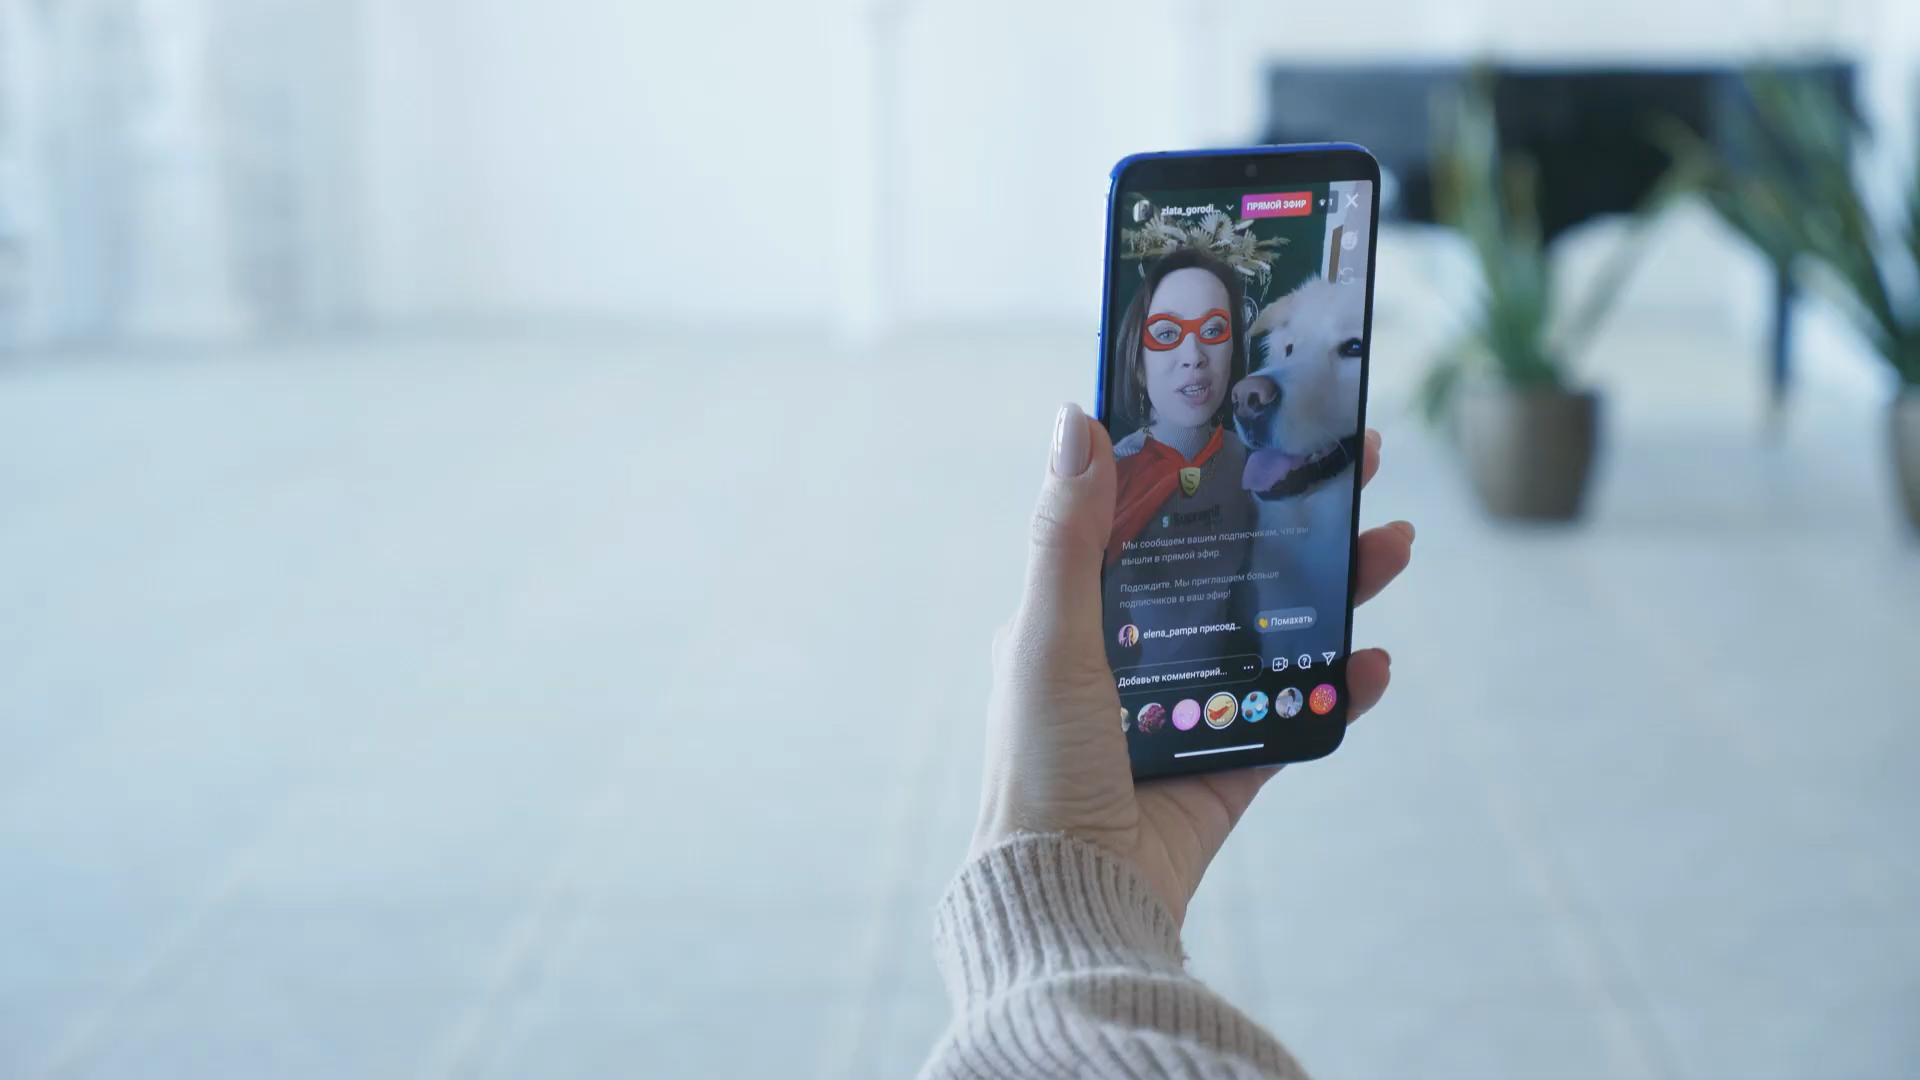 zlata_gorodi...
ПРЯМОЙ ЭФИР
1
S
Мы сообщаем вашим подписчикам, что вы
вышли в прямой эфир.
Подождите. Мы приглашаем больше
подписчиков в ваш эфир!
elena_pampa присоед...
Помахать
Добавьте комментарий...